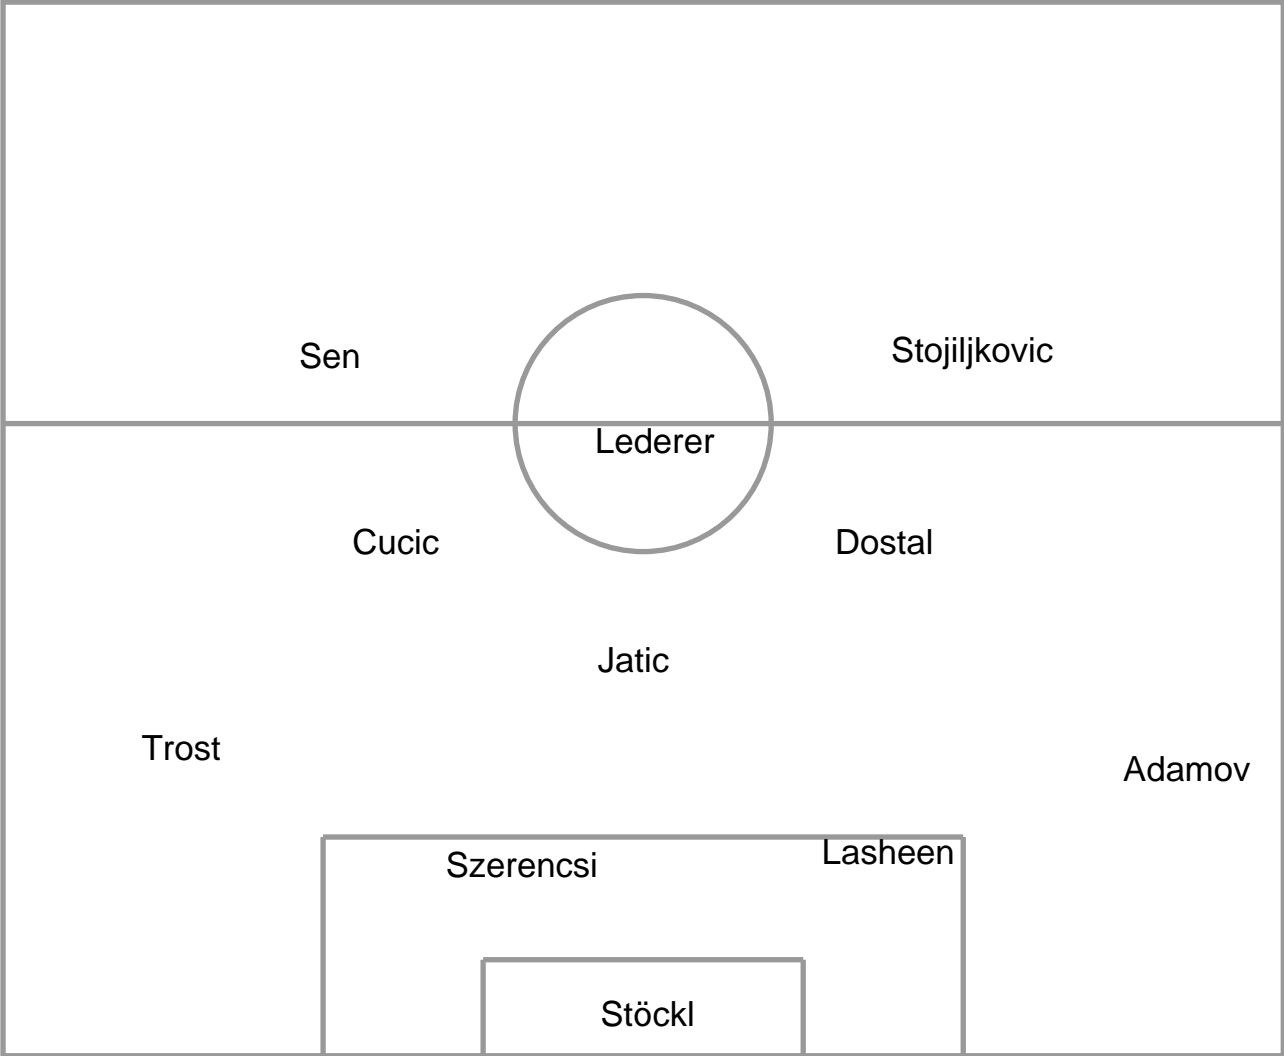 Sen
Stojiljkovic
Lederer
Cucic
Dostal
Jatic
Trost
Adamov
Szerencsi
Lasheen
Stöckl